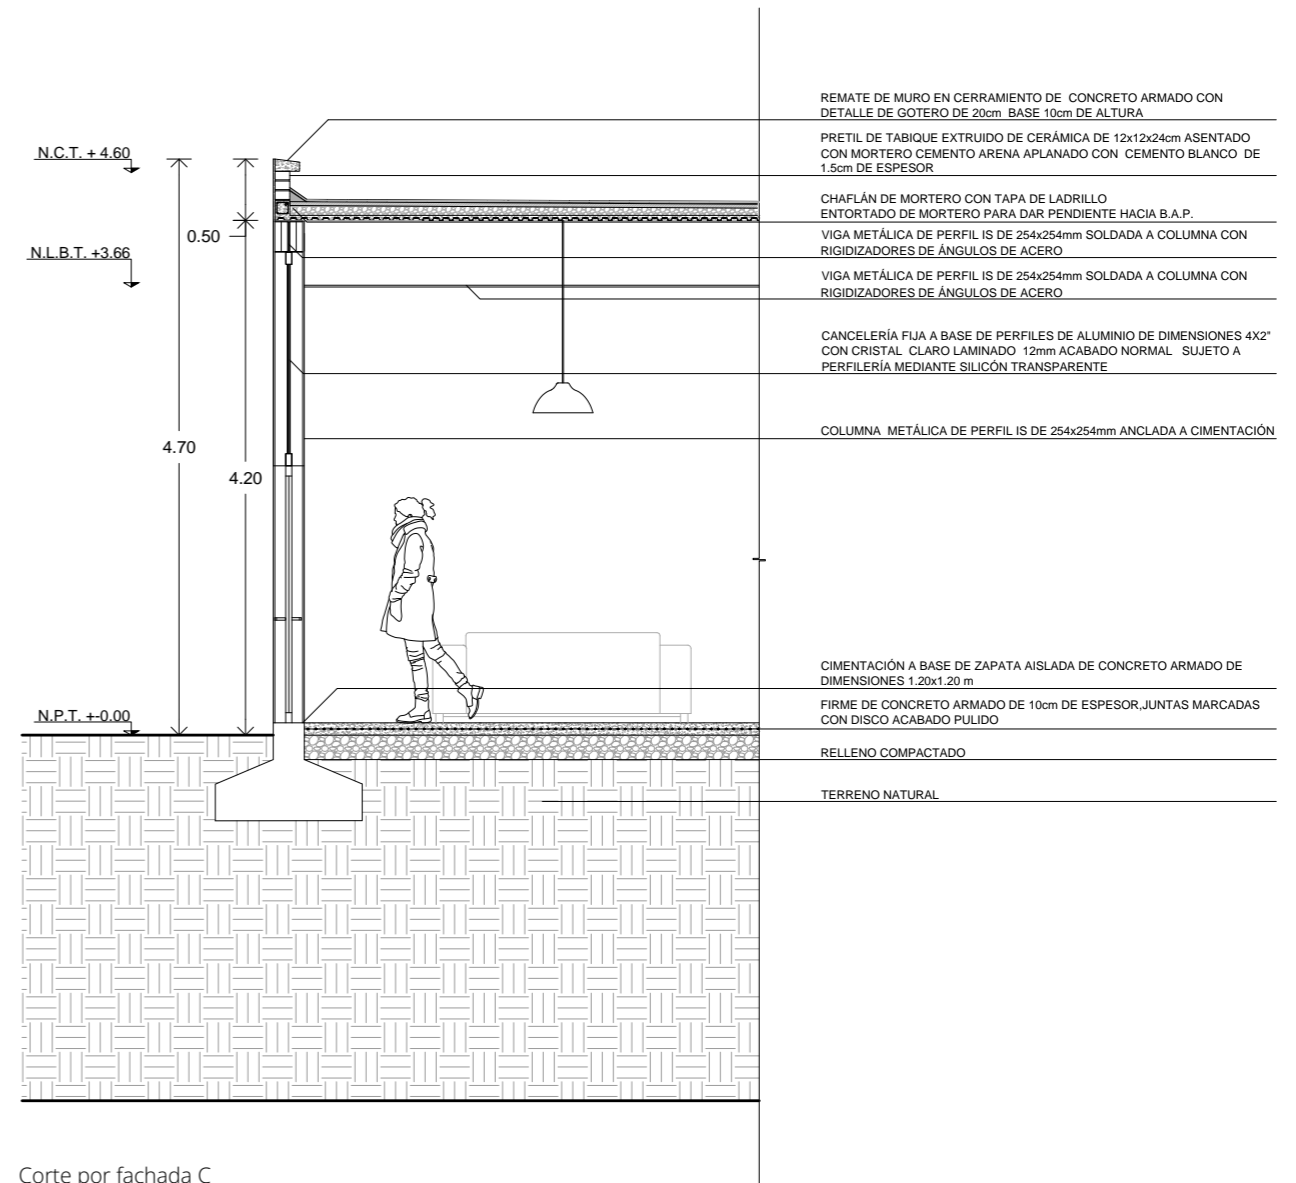 REMATE DE MURO EN CERRAMIENTO DE CONCRETO ARMADO CON
DETALLE DE GOTERO DE 20cm BASE 10cm DE ALTURA
PRETIL DE TABIQUE EXTRUIDO DE CERÁMICA DE 12x12x24cm ASENTADO
CON MORTERO CEMENTO ARENA APLANADO CON CEMENTO BLANCO DE
1.5cm DE ESPESOR
CHAFLÁN DE MORTERO CON TAPA DE LADRILLO
ENTORTADO DE MORTERO PARA DAR PENDIENTE HACIA B.A.P.
VIGA METÁLICA DE PERFIL IS DE 254x254mm SOLDADA A COLUMNA CON
RIGIDIZADORES DE ÁNGULOS DE ACERO
VIGA METÁLICA DE PERFIL IS DE 254x254mm SOLDADA A COLUMNA CON
RIGIDIZADORES DE ÁNGULOS DE ACERO
CANCELERÍA FIJA A BASE DE PERFILES DE ALUMINIO DE DIMENSIONES 4X2"
CON CRISTAL CLARO LAMINADO 12mm ACABADO NORMAL SUJETO A
PERFILERÍA MEDIANTE SILICÓN TRANSPARENTE
COLUMNA METÁLICA DE PERFIL IS DE 254x254mm ANCLADA A CIMENTACIÓN
CIMENTACIÓN A BASE DE ZAPATA AISLADA DE CONCRETO ARMADO DE
DIMENSIONES 1.20x1.20 m
FIRME DE CONCRETO ARMADO DE 10cm DE ESPESOR,JUNTAS MARCADAS
CON DISCO ACABADO PULIDO
RELLENO COMPACTADO
TERRENO NATURAL
N.C.T. + 4.60
0.50
N.L.B.T. +3.66
4.70
4.20
N.P.T. +-0.00
Corte por fachada C